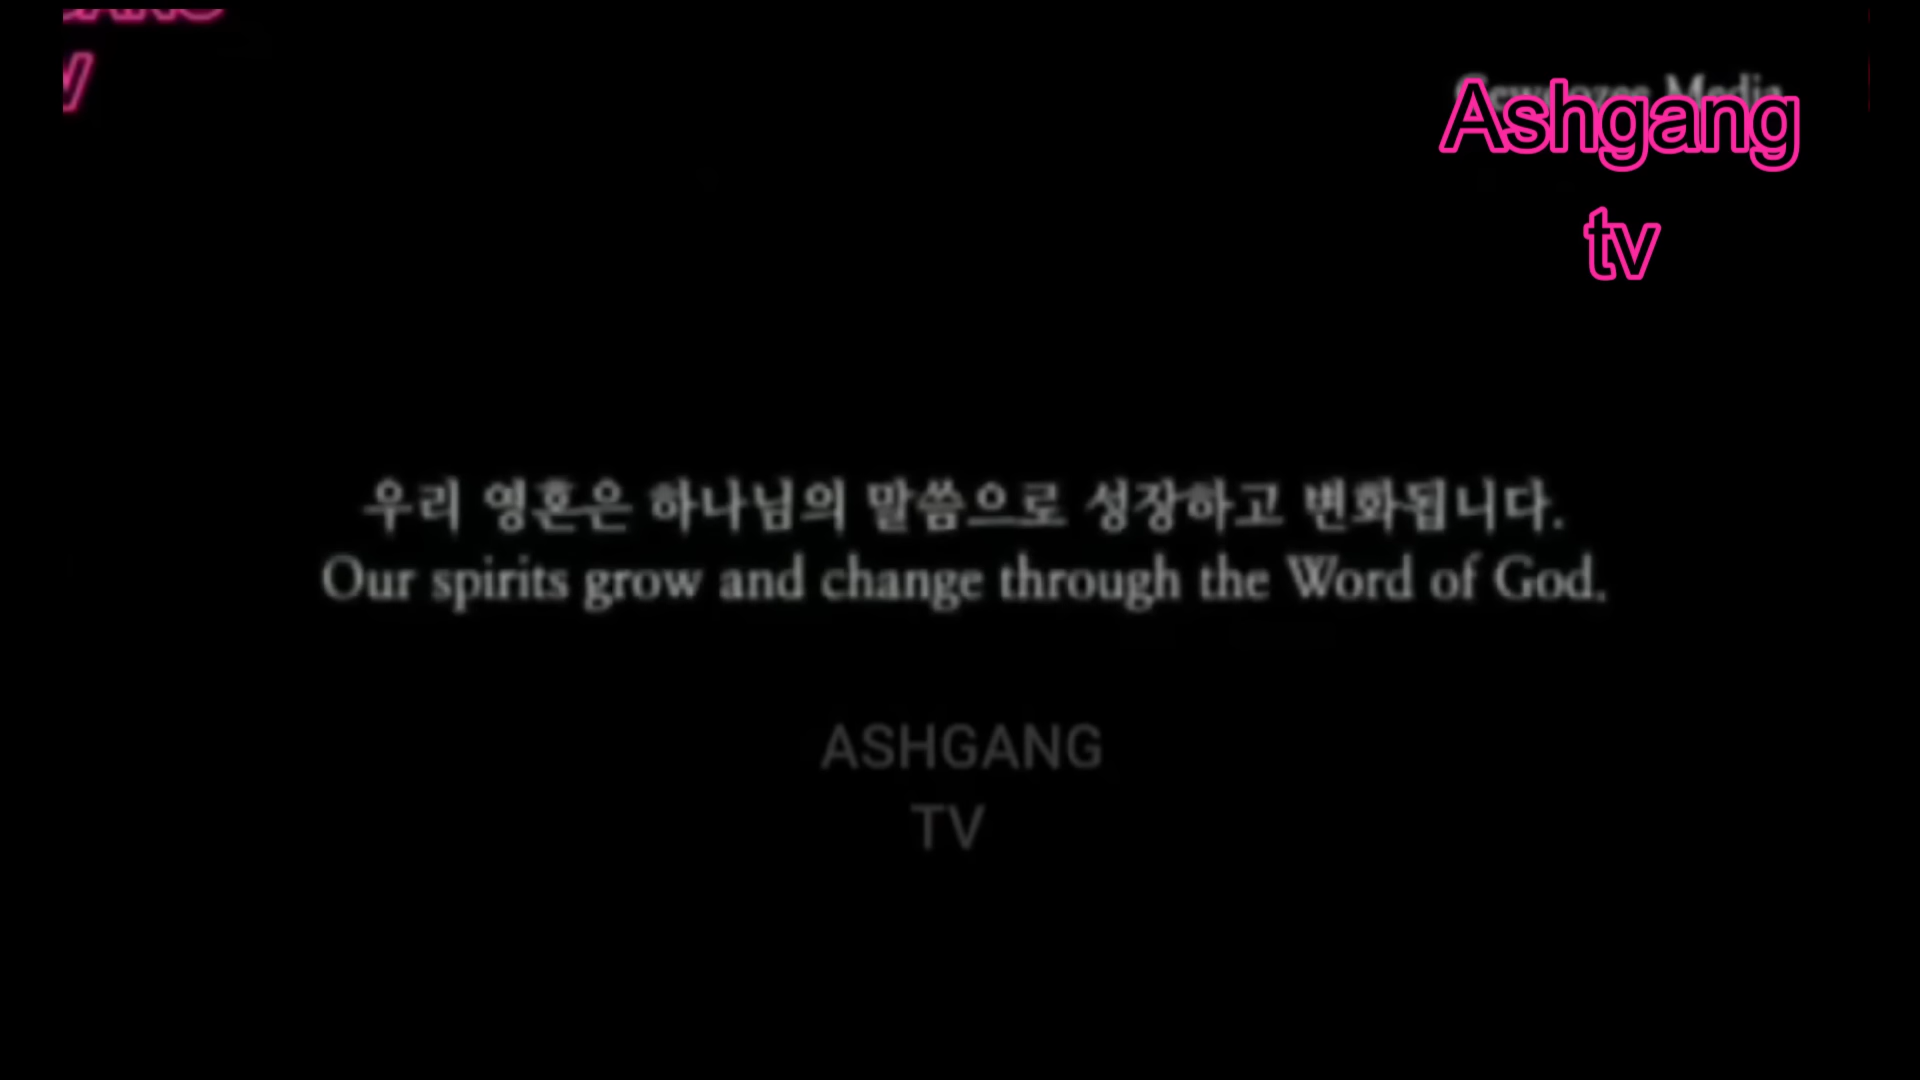 Media
Ashgang
tv
우리 영혼은 하나님의 말씀으로 성장하고 변화됩니다.
Our spirits grow and change through the Word of God.
ASHGANG
TV